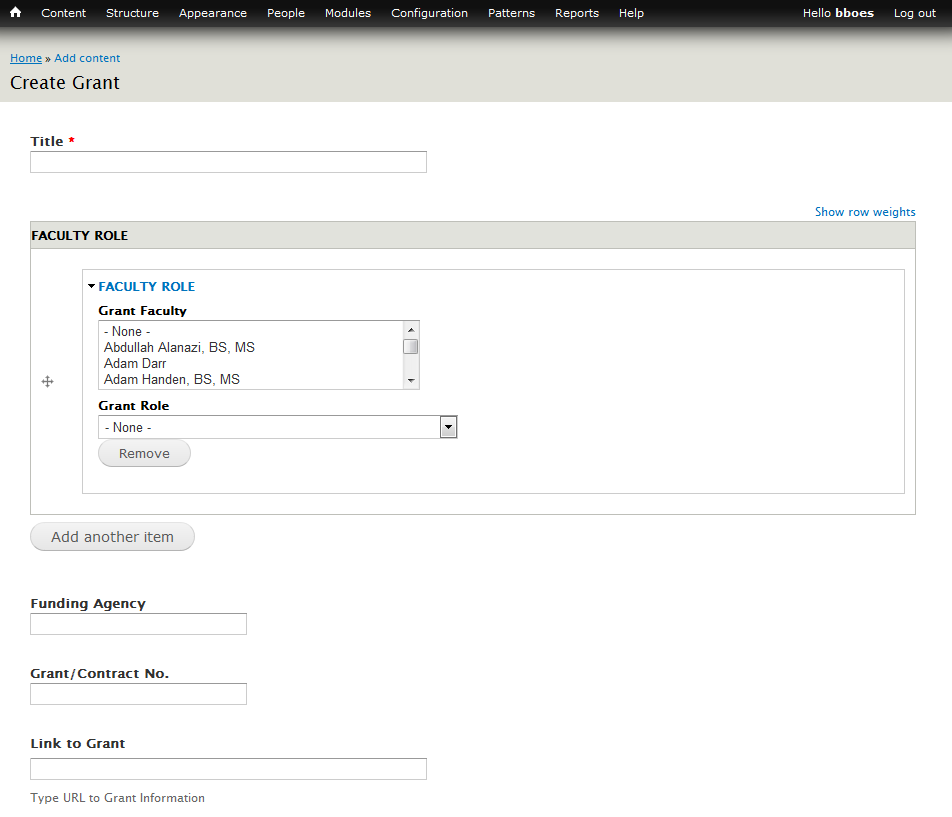 Content Structure Appearance People Modules Configuration Patterns Reports Help Hello bboes Log out
Home » Add content
Create Grant
Title *
Show row weights
FACULTY ROLE
FACULTY ROLE
Grant Faculty
- None -
Abdullah Alanazi, BS, MS
Adam Darr
Adam Handen, BS, MS
Grant Role
- None -
Remove
Add another item
Funding Agency
Grant/Contract No.
Link to Grant
Type URL to Grant Information